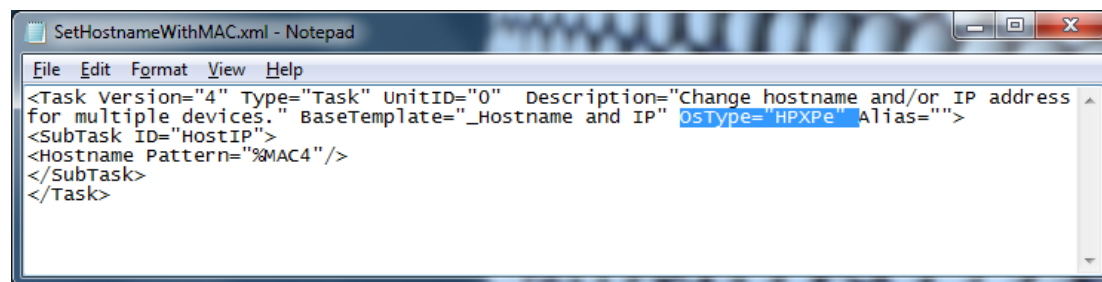 SetHostnameWithMAC.xml - Notepad
File Edit Format View Help
<Task Version="4" Type="Task" UnitID="0"  Description="Change hostname and/or IP address
for multiple devices." BaseTemplate="_Hostname and IP" OsType="HPXPe" Alias="">
<SubTask ID="HostIP">
<Hostname Pattern="%MAC4"/>
</SubTask>
</Task>